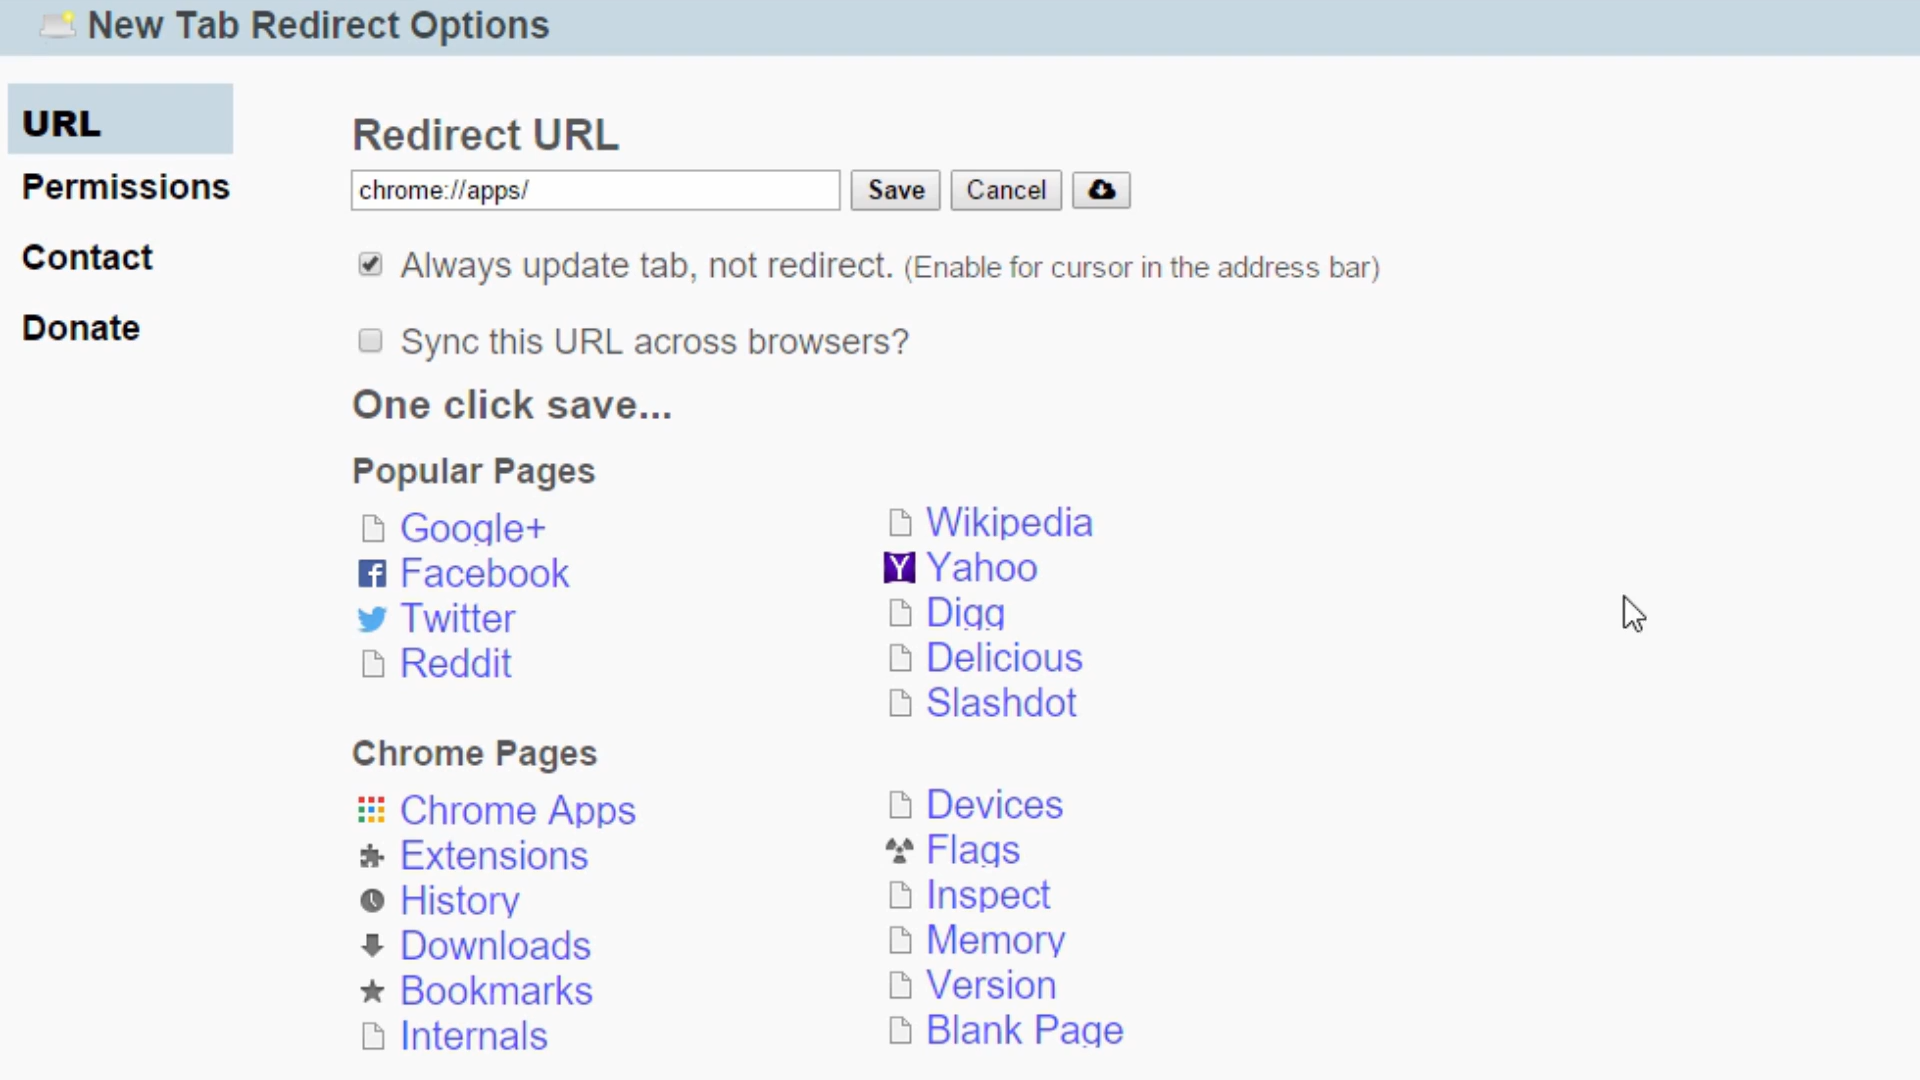 New Tab Redirect Options
URL
Permissions
Contact
Donate
Redirect URL
chrome://apps/ Save Cancel
Always update tab, not redirect. (Enable for cursor in the address bar)
Sync this URL across browsers?
One click save...
Popular Pages
Google+
Facebook
Twitter
Reddit
Wikipedia
Yahoo
Digg
Delicious
Slashdot
Chrome Pages
Chrome Apps
Extensions
History
Downloads
Bookmarks
Internals
Devices
Flags
Inspect
Memory
Version
Blank Page